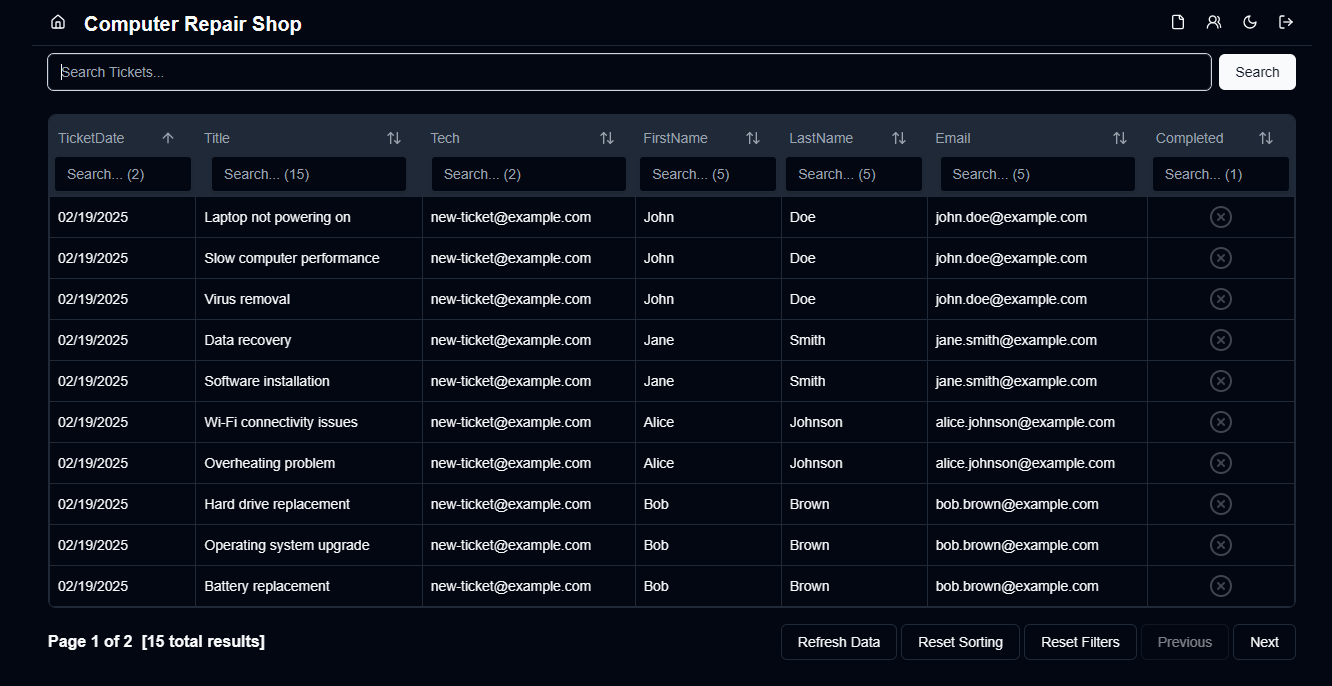 Computer Repair Shop
Search Tickets... Search
TicketDate Title Tech FirstName LastName Email Completed
Search... (2) Search... (15) Search... (2) Search... (5) Search... (5) Search... (5) Search... (1)
02/19/2025 Laptop not powering on new-ticket@example.com John Doe john.doe@example.com
02/19/2025 Slow computer performance new-ticket@example.com John Doe john.doe@example.com
02/19/2025 Virus removal new-ticket@example.com John Doe john.doe@example.com
02/19/2025 Data recovery new-ticket@example.com Jane Smith jane.smith@example.com
02/19/2025 Software installation new-ticket@example.com Jane Smith jane.smith@example.com
02/19/2025 Wi-Fi connectivity issues new-ticket@example.com Alice Johnson alice.johnson@example.com
02/19/2025 Overheating problem new-ticket@example.com Alice Johnson alice.johnson@example.com
02/19/2025 Hard drive replacement new-ticket@example.com Bob Brown bob.brown@example.com
02/19/2025 Operating system upgrade new-ticket@example.com Bob Brown bob.brown@example.com
02/19/2025 Battery replacement new-ticket@example.com Bob Brown bob.brown@example.com
Page 1 of 2 [15 total results] Refresh Data Reset Sorting Reset Filters Previous Next